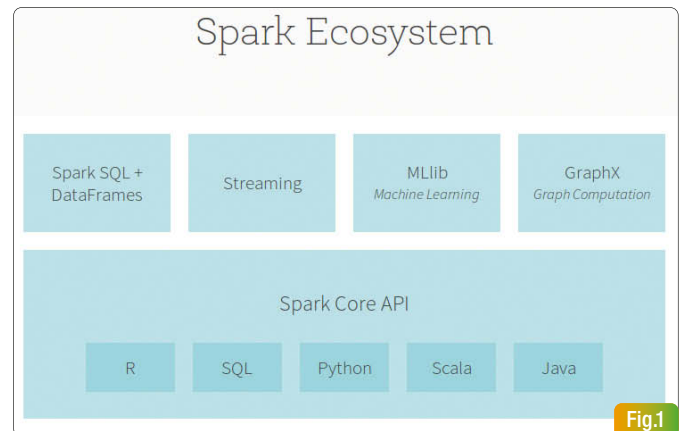 Spark Ecosystem
Spark SQL +
DataFrames
Streaming
MLlib
Machine Learning
GraphX
Graph Computation
Spark Core API
R
SQL
Python
Scala
Java
Fig.1